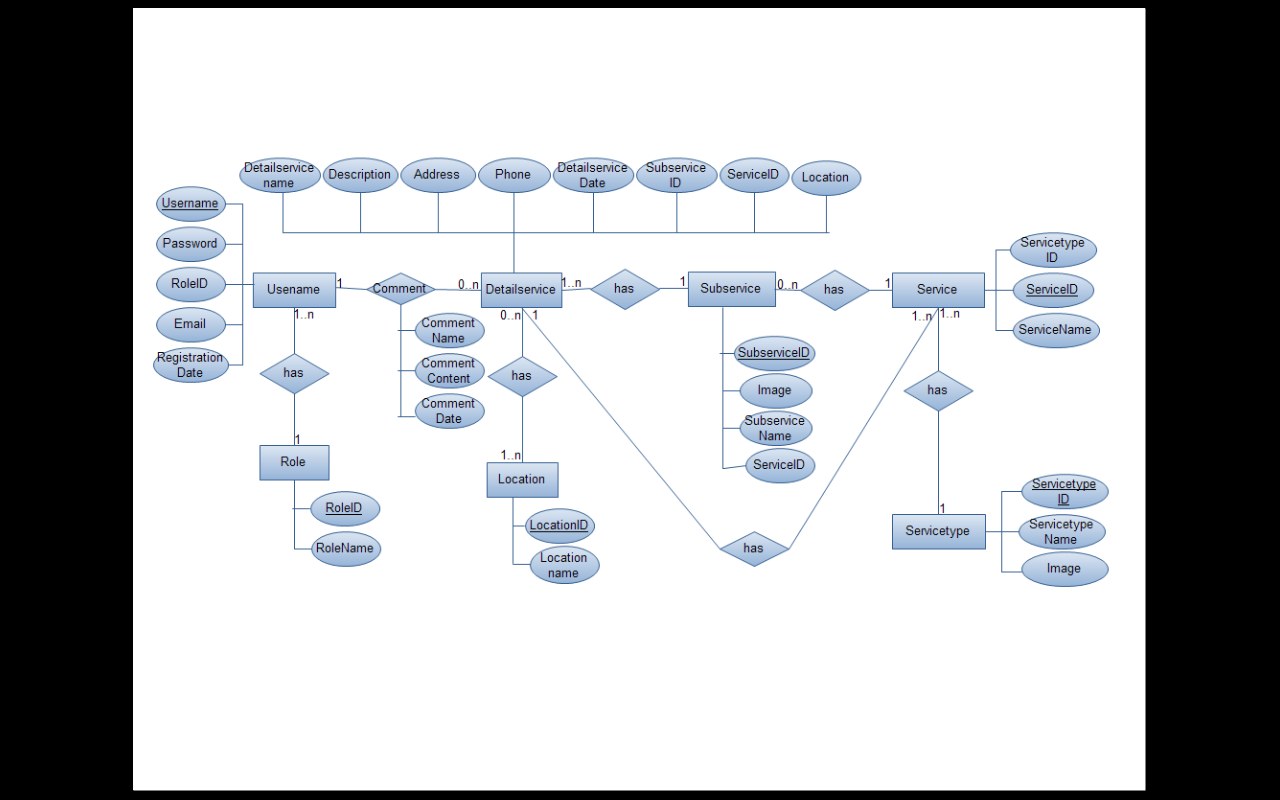 Detailservice
name
Description
Address
Phone
Detailservice
Date
Subservice
ID
ServiceID
Location
Username
Password
RoleID
Email
Registration
Date
Usename
1
Comment
0..n
Detailservice
1..n
has
1
Subservice
0..n
has
1
Service
Servicetype
ID
ServiceID
ServiceName
1..n
has
1
Role
RoleID
RoleName
Comment
Name
Comment
Content
Comment
Date
0..n
1
has
1..n
Location
LocationID
Location
name
SubserviceID
Image
Subservice
Name
ServiceID
has
1..n
1..n
has
1
Servicetype
Servicetype
ID
Servicetype
Name
Image